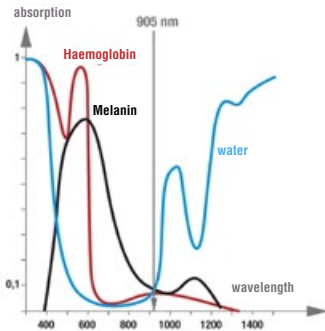 absorption
905 nm
1
Haemoglobin
Melanin
water
0,1
wavelength
400 600 800 1000 1200 1400